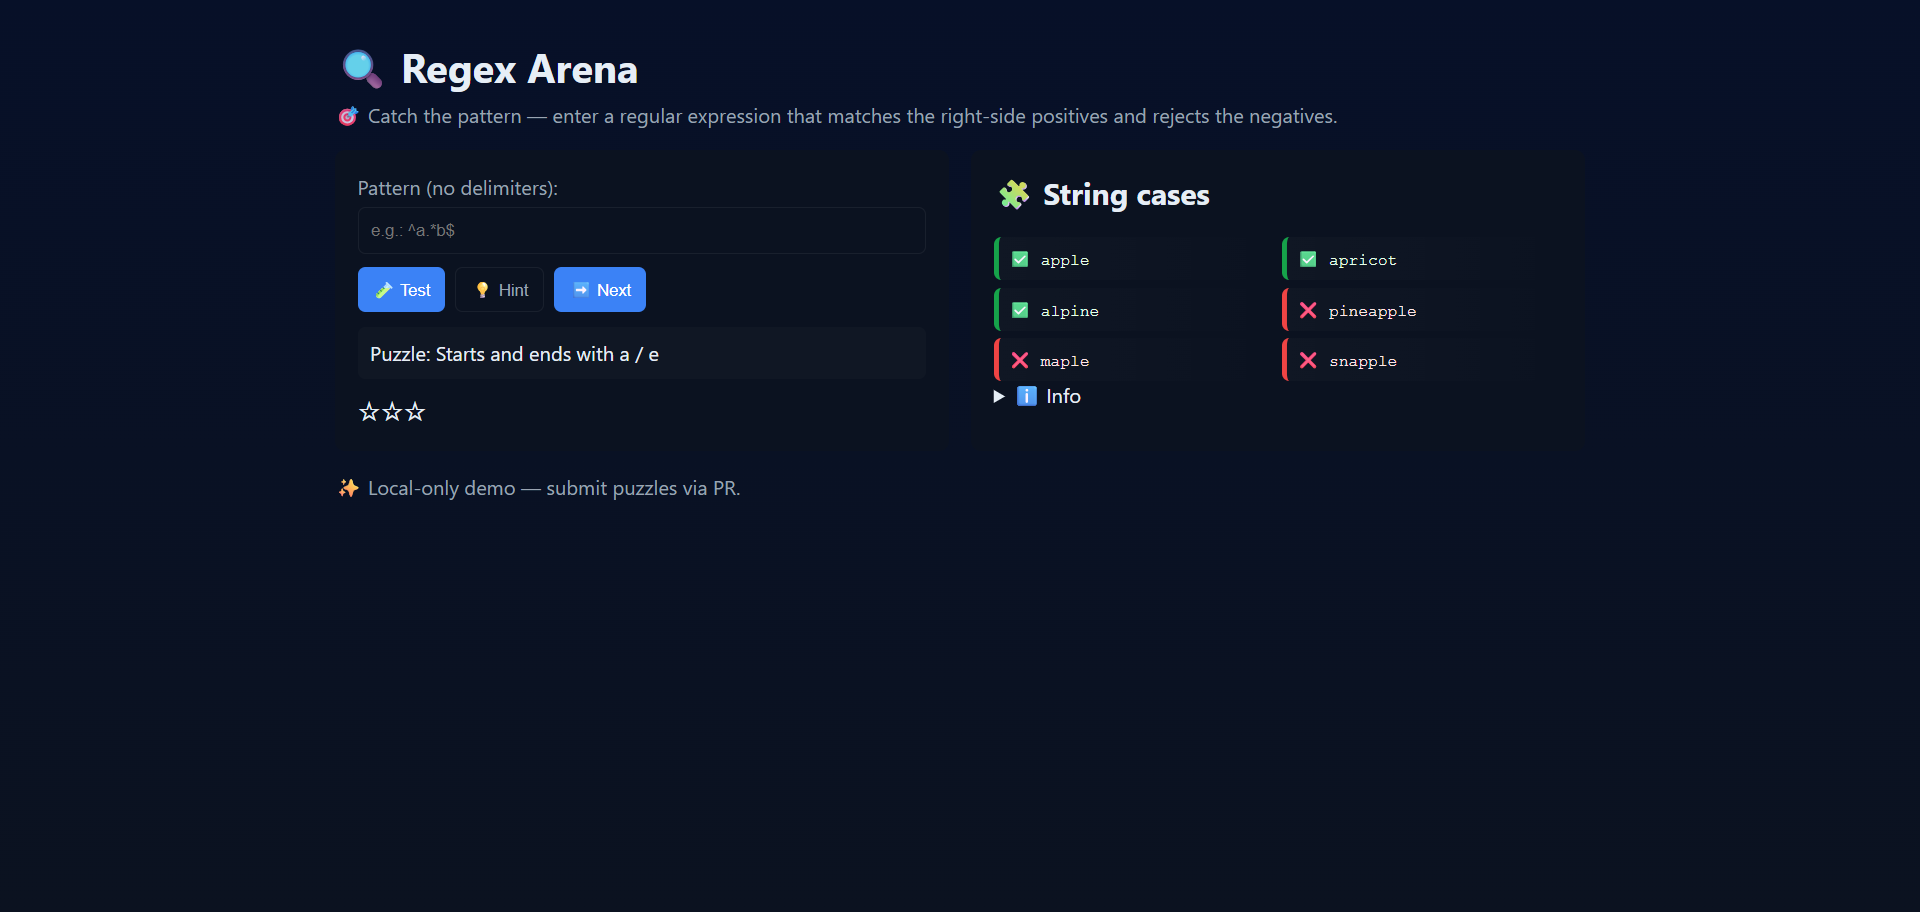 Regex Arena
Catch the pattern — enter a regular expression that matches the right-side positives and rejects the negatives.
Pattern (no delimiters):
e.g.: ^a.*b$
Test
Hint
Next
Puzzle: Starts and ends with a / e
☆☆☆
String cases
apple
apricot
alpine
pineapple
maple
snapple
Info
Local-only demo — submit puzzles via PR.